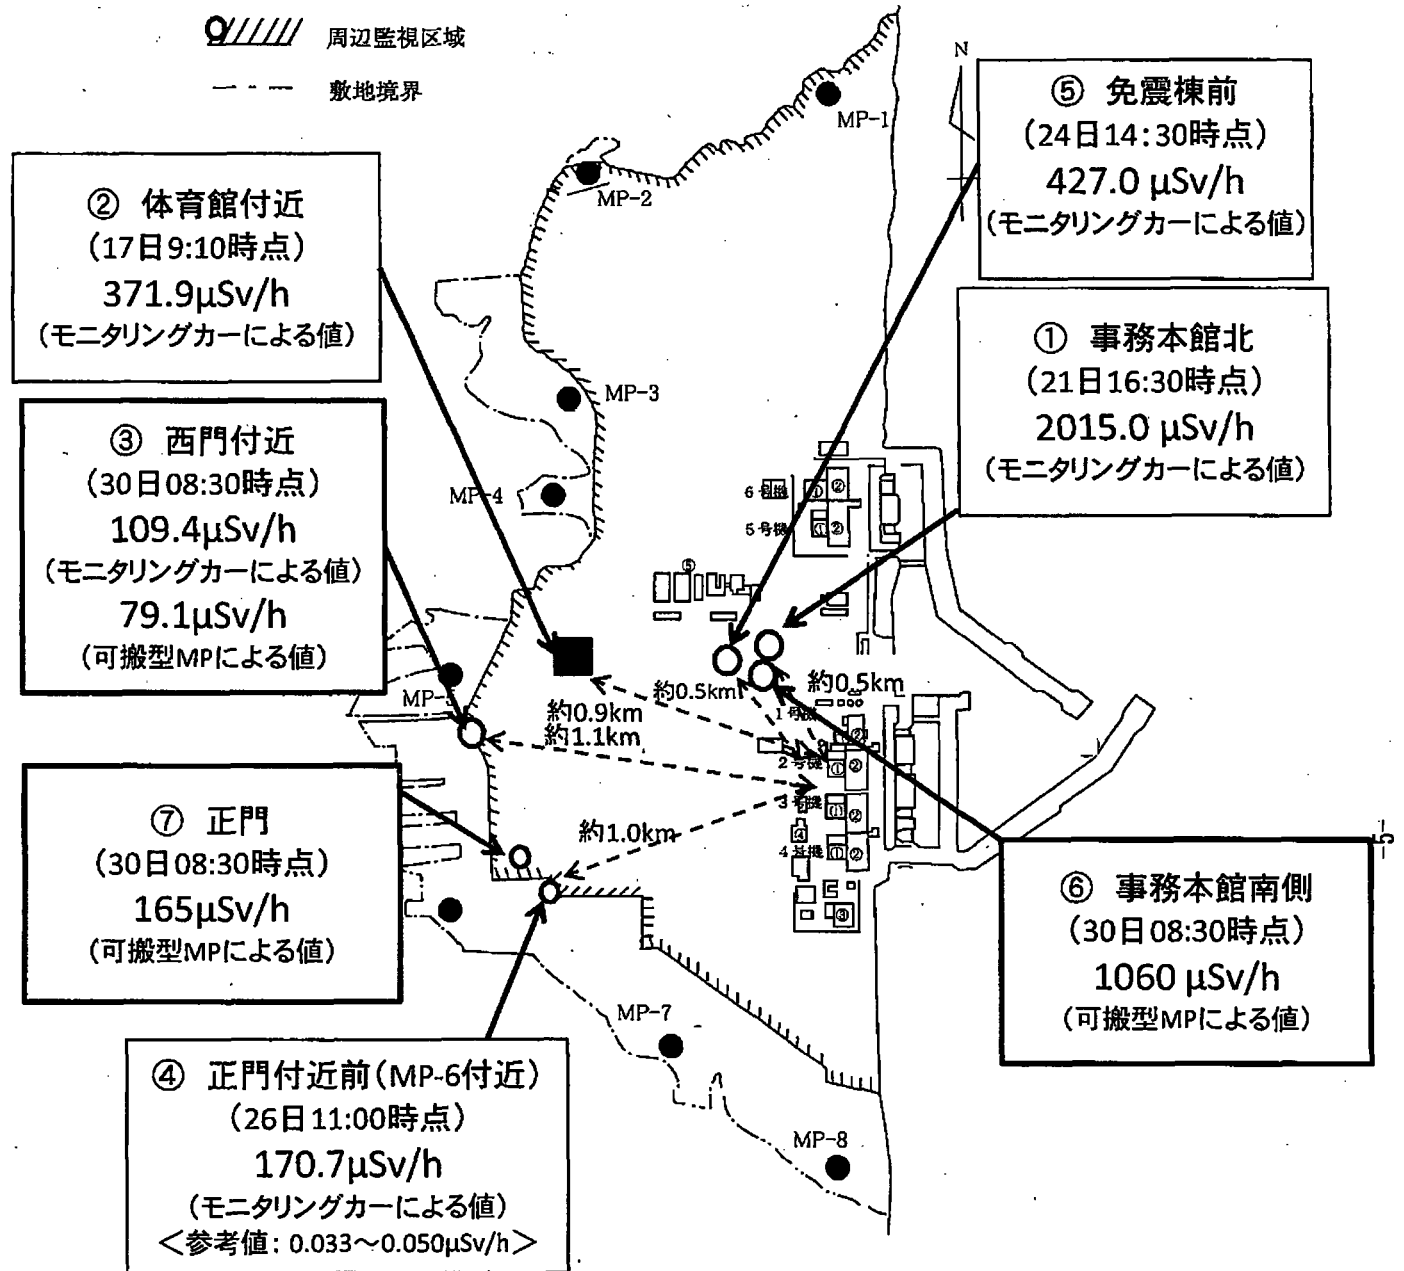 周辺監視区域
敷地境界
N
⑤ 免震棟前
(24日14:30時点)
427.0 μSv/h
(モニタリングカーによる値)
② 体育館付近
(17日9:10時点)
371.9μSv/h
(モニタリングカーによる値)
① 事務本館北
(21日16:30時点)
2015.0 μSv/h
(モニタリングカーによる値)
③ 西門付近
(30日08:30時点)
109.4μSv/h
(モニタリングカーによる値)
79.1μSv/h
(可搬型MPによる値)
⑦ 正門
(30日08:30時点)
165μSv/h
(可搬型MPによる値)
⑥ 事務本館南側
(30日08:30時点)
1060 μSv/h
(可搬型MPによる値)
④ 正門付近前(MP-6付近)
(26日11:00時点)
170.7μSv/h
(モニタリングカーによる値)
<参考値: 0.033~0.050μSv/h>
MP-1
MP-2
MP-3
MP-4
MP-
MP-7
MP-8
6号機
① ②
5号機
① ②
⑤
約0.5km
約0.5km
約0.9km
約1.1km
約1.0km
1号機
②
2号機
① ②
3号機
① ②
④
4号機
① ②
③
-5-